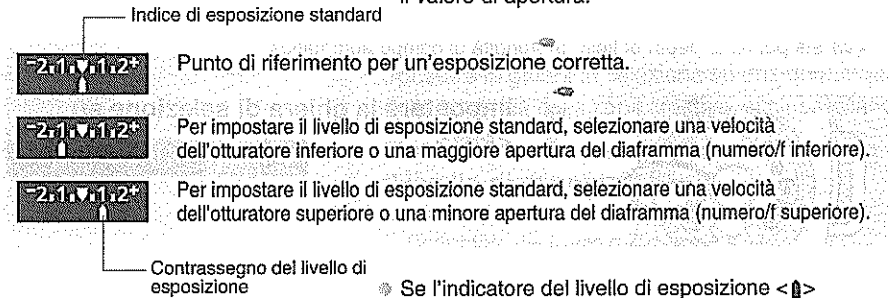 il valore di apertura.
Indice di esposizione standard
-2.1.▼.1.2+ Punto di riferimento per un'esposizione corretta.
-2.1.▼.1.2+ Per impostare il livello di esposizione standard, selezionare una velocità
dell'otturatore inferiore o una maggiore apertura del diaframma (numero/f inferiore).
-2.1.▼.1.2+ Per impostare il livello di esposizione standard, selezionare una velocità
dell'otturatore superiore o una minore apertura del diaframma (numero/f superiore).
Contrassegno del livello di
esposizione
Se l'indicatore del livello di esposizione < >